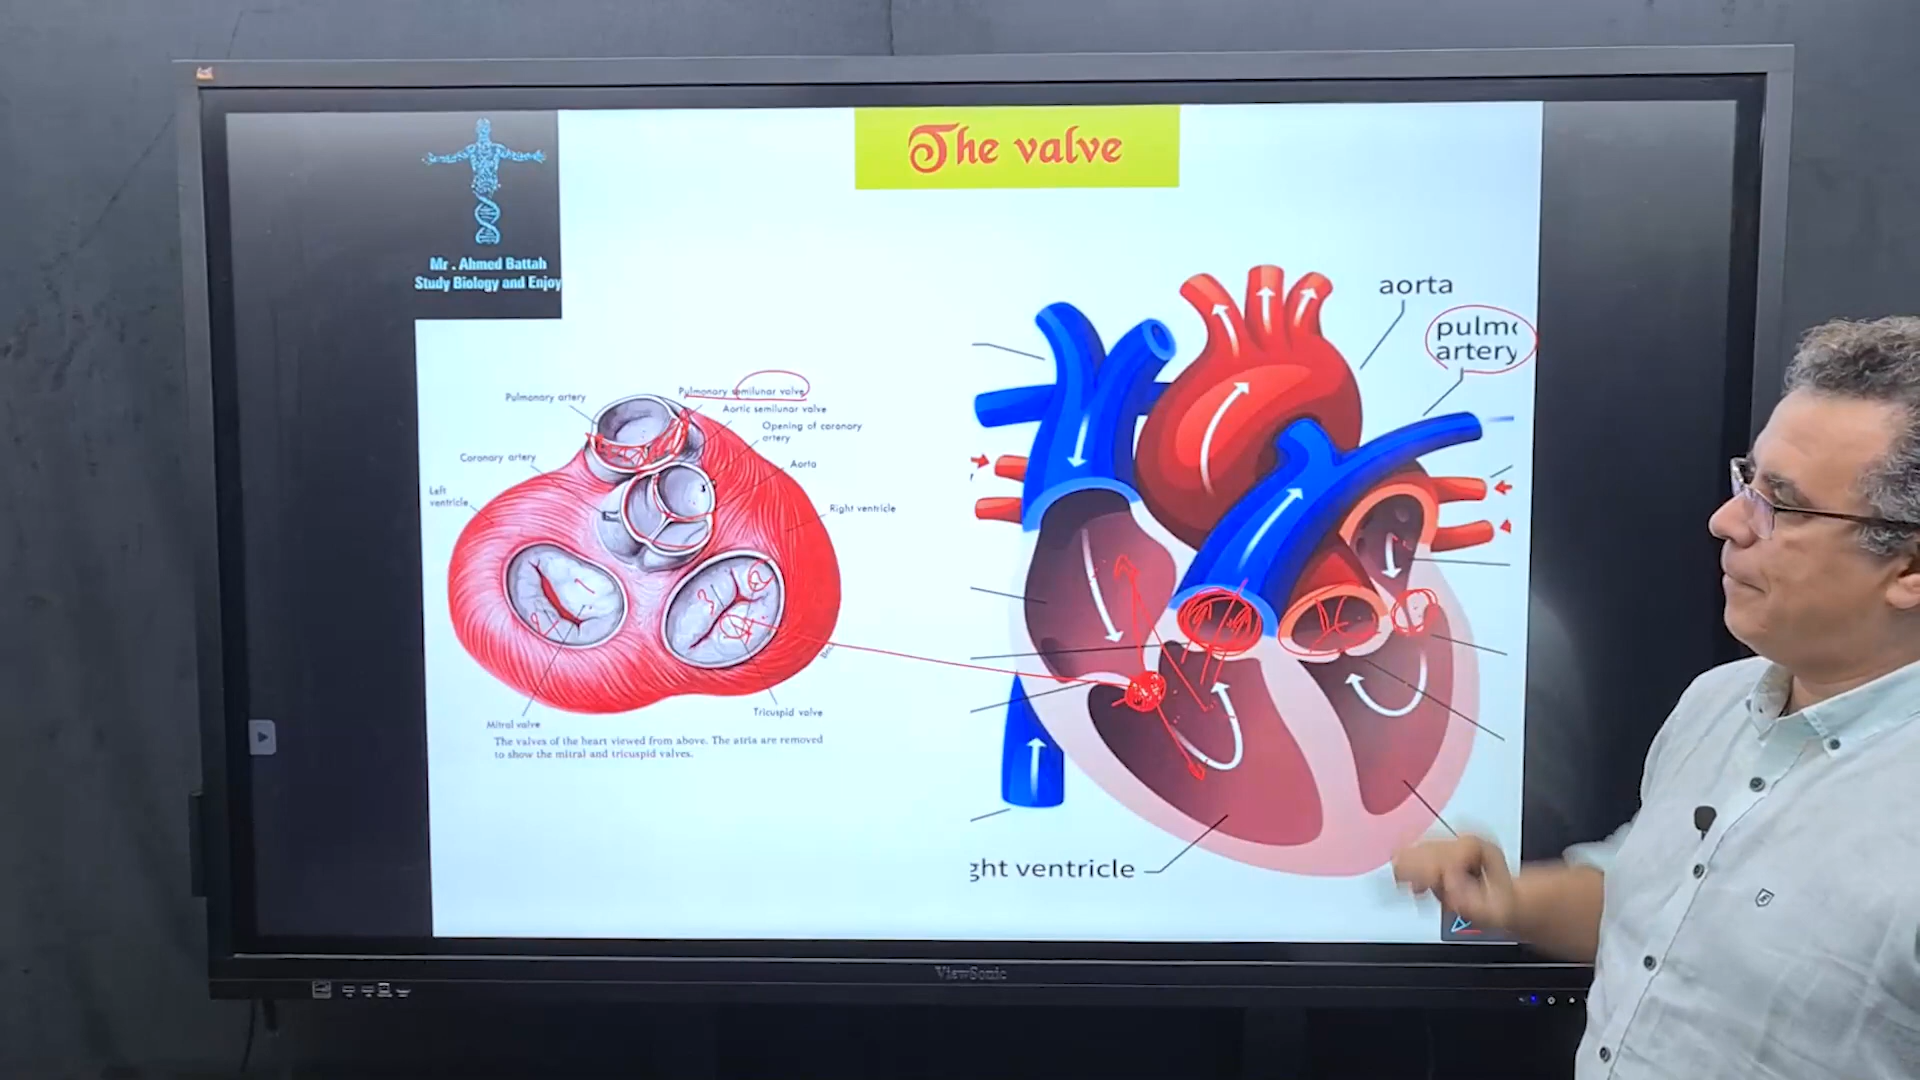 The valve
Mr . Ahmed Battah
Study Biology and Enjoy
Pulmonary artery
Pulmonary semilunar valve
Aortic semilunar valve
Opening of coronary
artery
Coronary artery
Aorta
Left
ventricle
Right ventricle
Mitral valve
Tricuspid valve
The valves of the heart viewed from above. The atria are removed
to show the mitral and tricuspid valves.
aorta
pulmo
artery
ght ventricle
ViewSonic